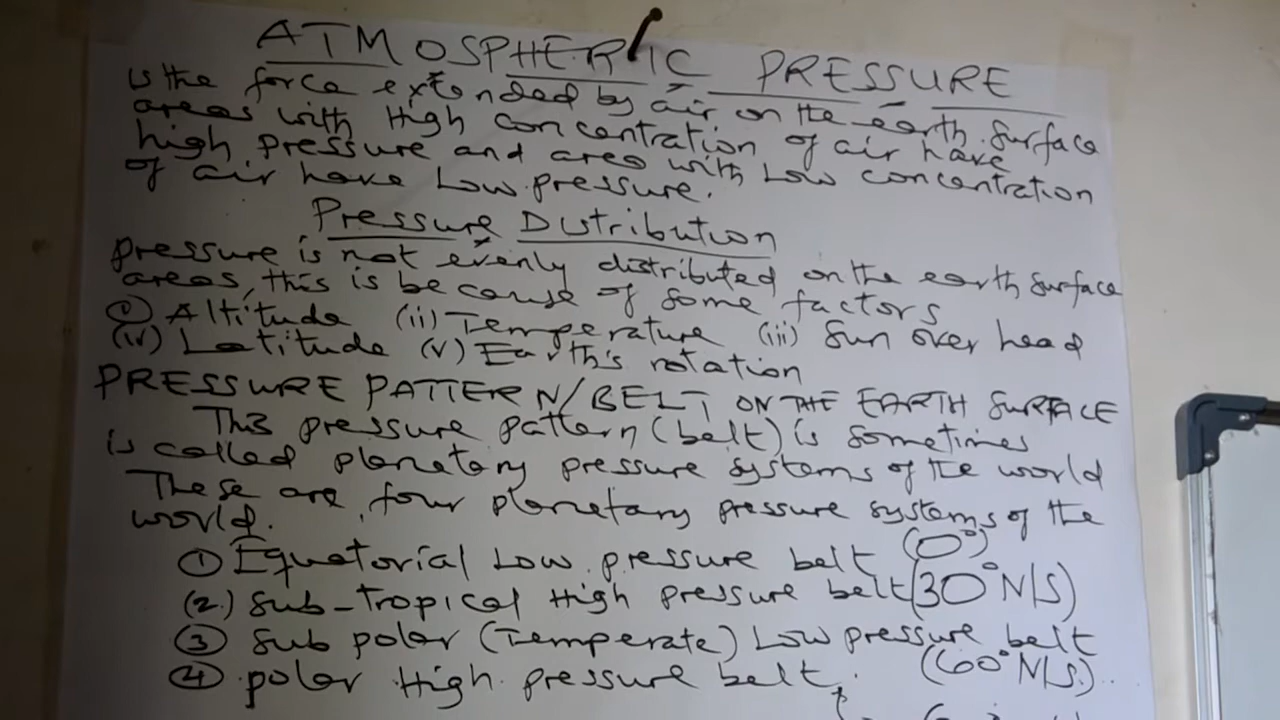 ATMOSPHERIC PRESSURE
is the force extended by air on the earth surface
areas with High concentration of air have
high pressure and area with Low concentration
of air have Low pressure.
Pressure Distribution
pressure is not evenly distributed on the earth surface
areas, this is because of some factors
(i) Altitude (ii) Temperature (iii) Sun over head
(iv) Latitude (v) Earth's rotation
PRESSURE PATTERN/BELT ON THE EARTH SURFACE
This pressure pattern (belt) is sometimes
is called planetary pressure systems of the world
These are four planetary pressure systems of the
world.
① Equatorial Low pressure belt (0°)
(2.) Sub-Tropical High pressure belt (30° N/S)
③ Sub polar (Temperate) Low pressure belt
(60° N/S.)
④ polar High pressure belt.